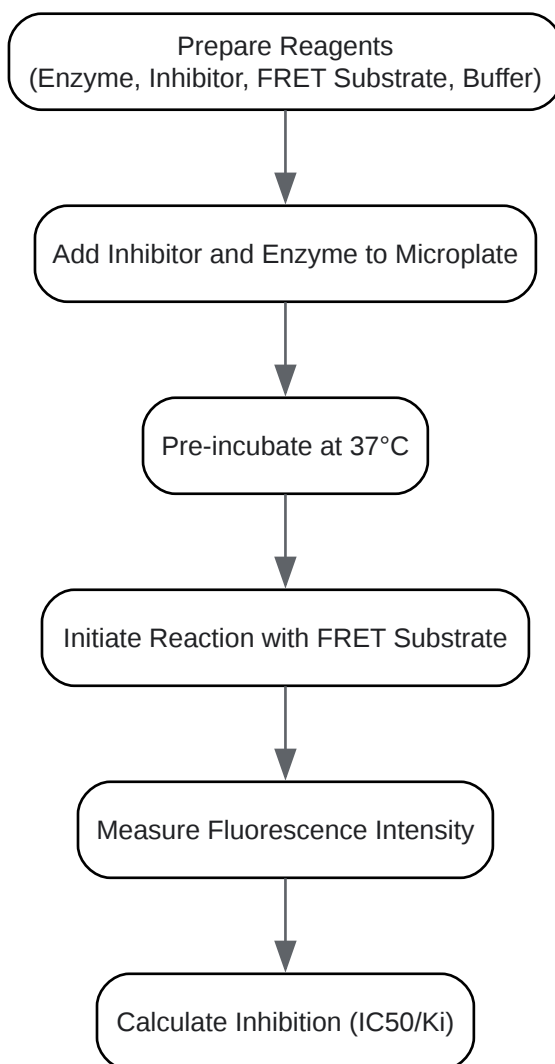 Prepare Reagents
(Enzyme, Inhibitor, FRET Substrate, Buffer)
Add Inhibitor and Enzyme to Microplate
Pre-incubate at 37°C
Initiate Reaction with FRET Substrate
Measure Fluorescence Intensity
Calculate Inhibition (IC50/Ki)